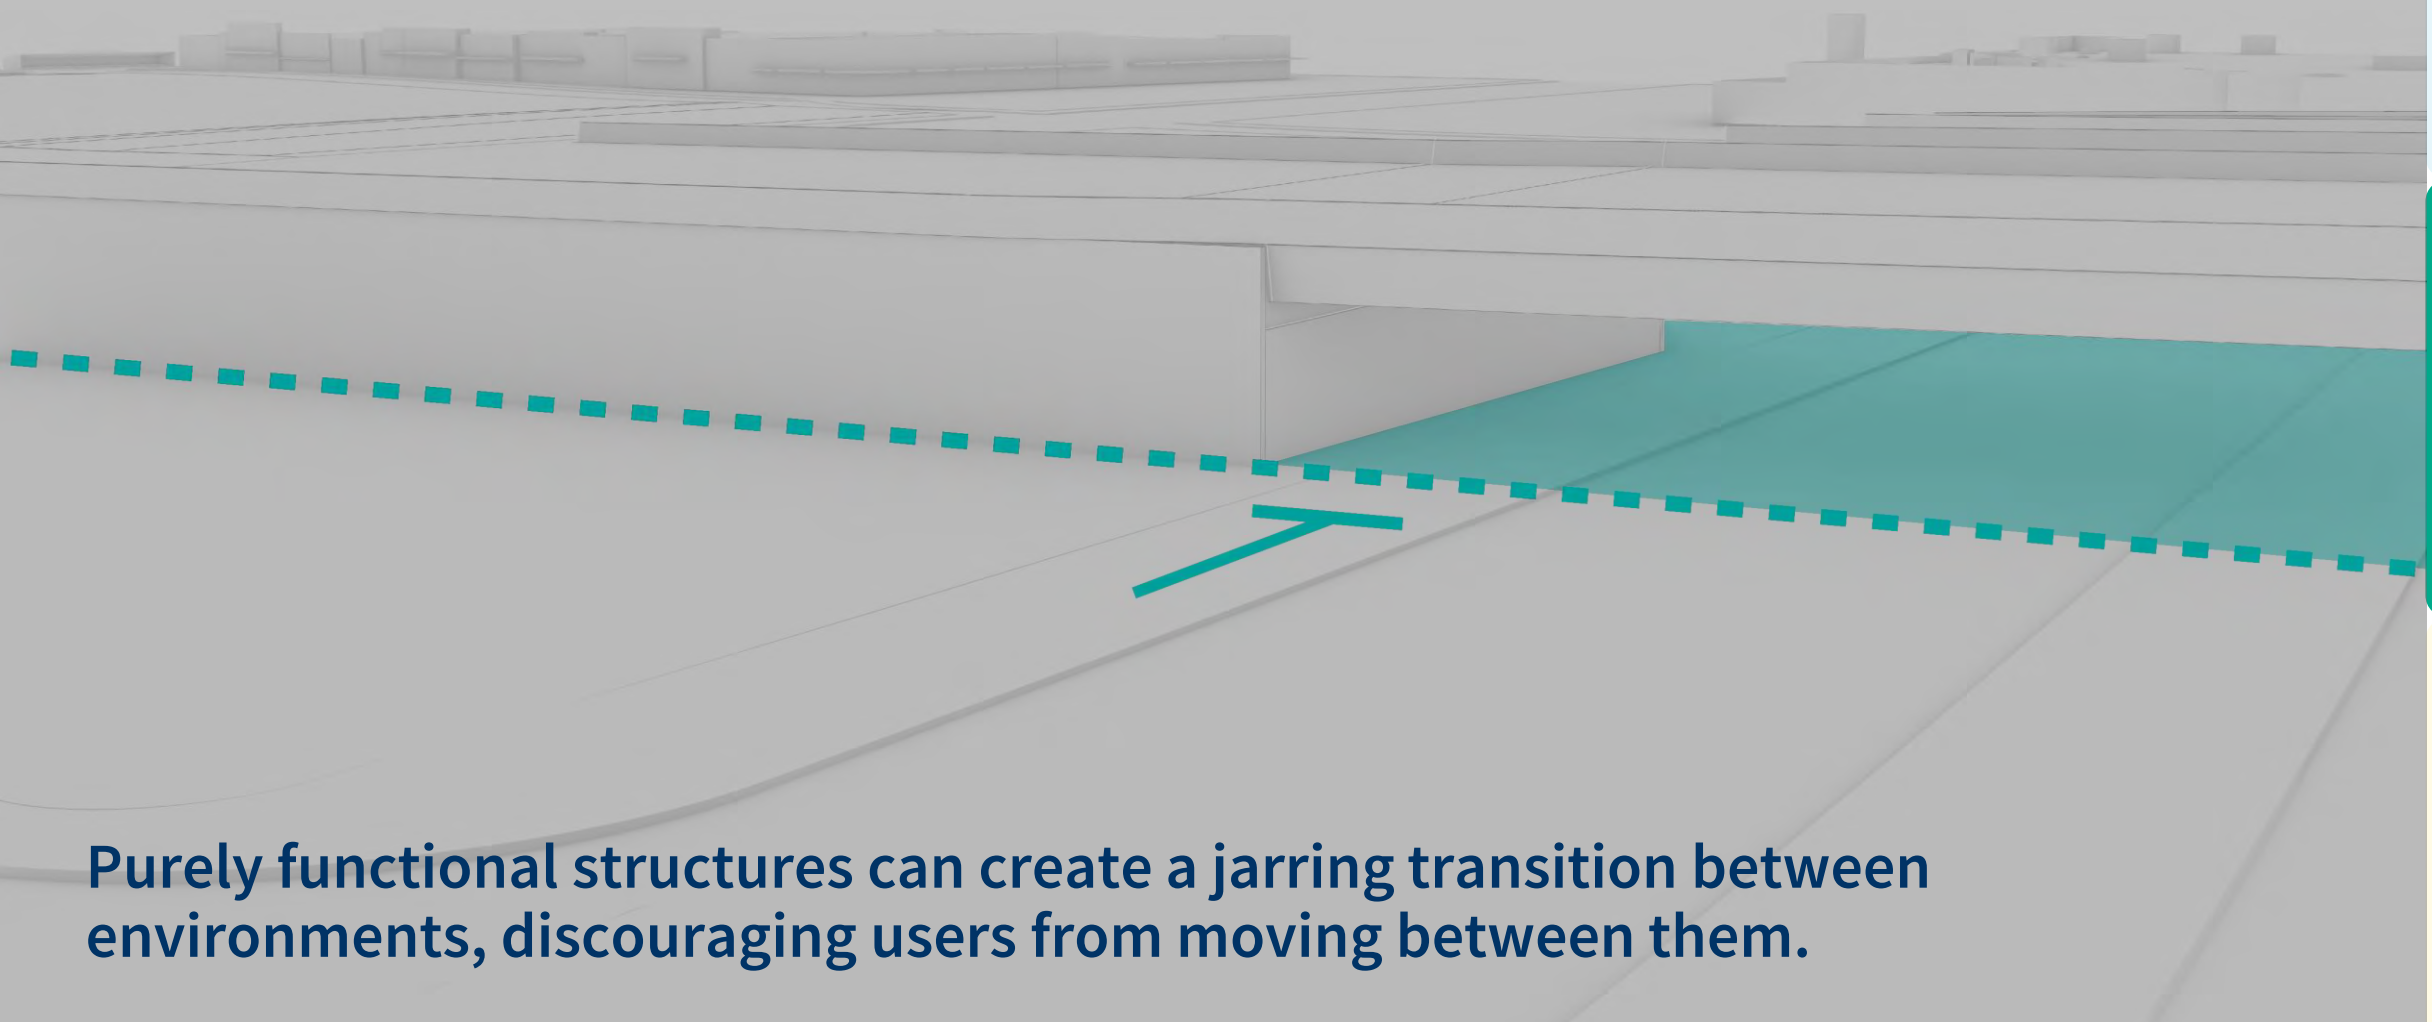 Purely functional structures can create a jarring transition between
environments, discouraging users from moving between them.